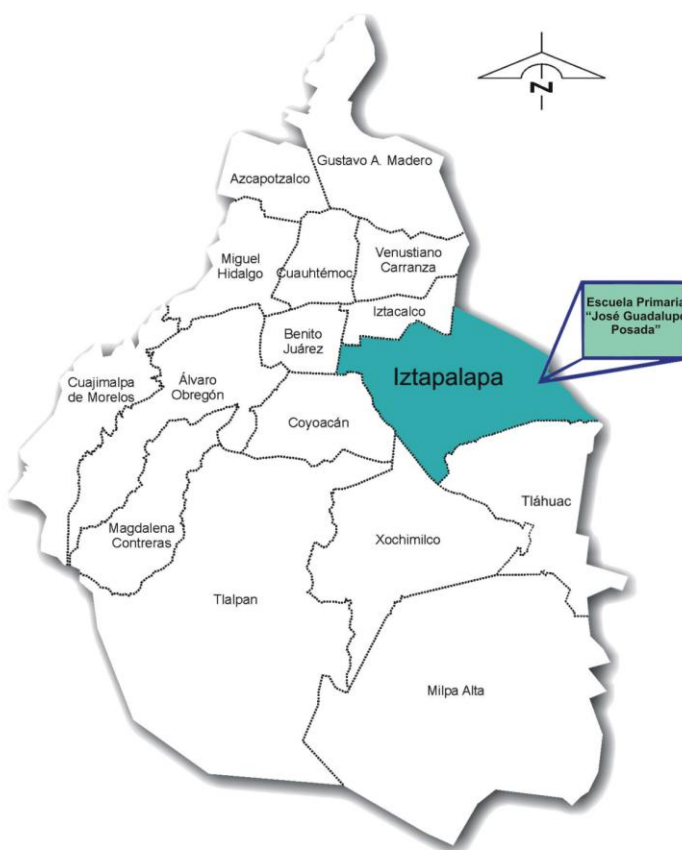 N
Gustavo A. Madero
Azcapotzalco
Miguel
Hidalgo
Cuauhtémoc
Venustiano
Carranza
Iztacalco
Escuela Primaria
“José Guadalupe
Posada”
Benito
Juárez
Iztapalapa
Cuajimalpa
de Morelos
Álvaro
Obregón
Coyoacán
Tláhuac
Magdalena
Contreras
Xochimilco
Tlalpan
Milpa Alta